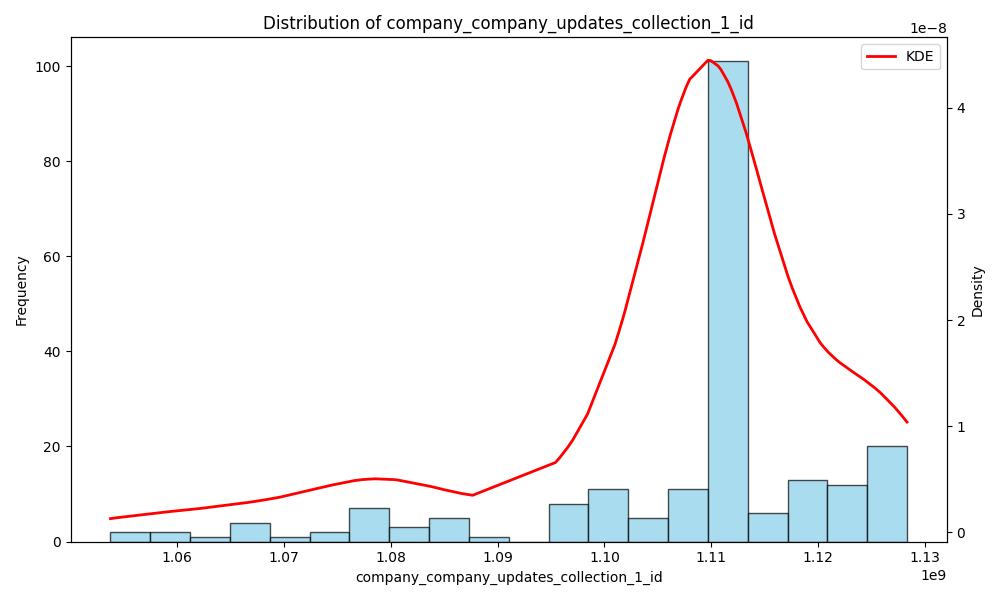 Distribution of company_company_updates_collection_1_id
1e−8
KDE
100
80
60
40
20
0
Frequency
4
3
2
1
0
Density
1.06
1.07
1.08
1.09
1.10
1.11
1.12
1.13
1e9
company_company_updates_collection_1_id